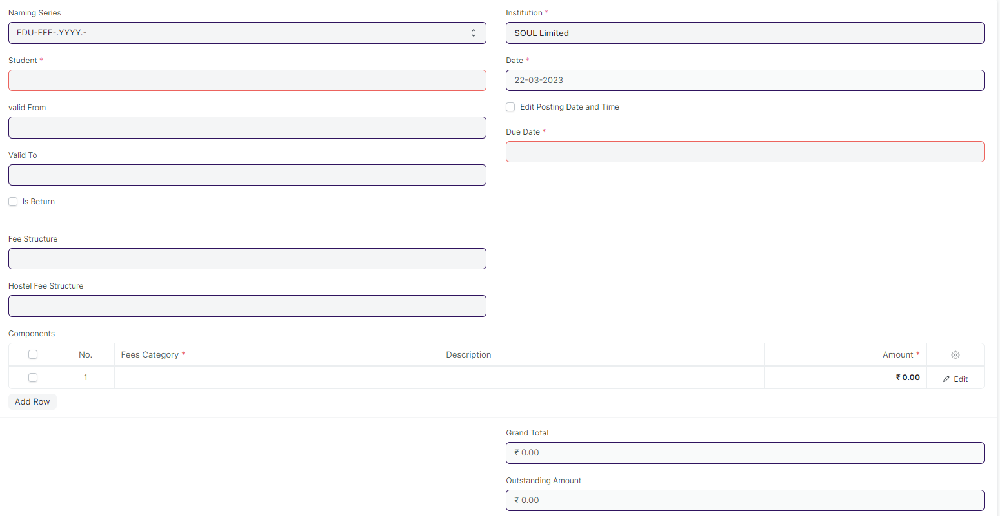 Naming Series
EDU-FEE-.YYYY.-
Student *
valid From
Valid To
Is Return
Institution *
SOUL Limited
Date *
22-03-2023
Edit Posting Date and Time
Due Date *
Fee Structure
Hostel Fee Structure
Components
No. Fees Category * Description Amount *
1 ₹ 0.00 Edit
Add Row
Grand Total
₹ 0.00
Outstanding Amount
₹ 0.00